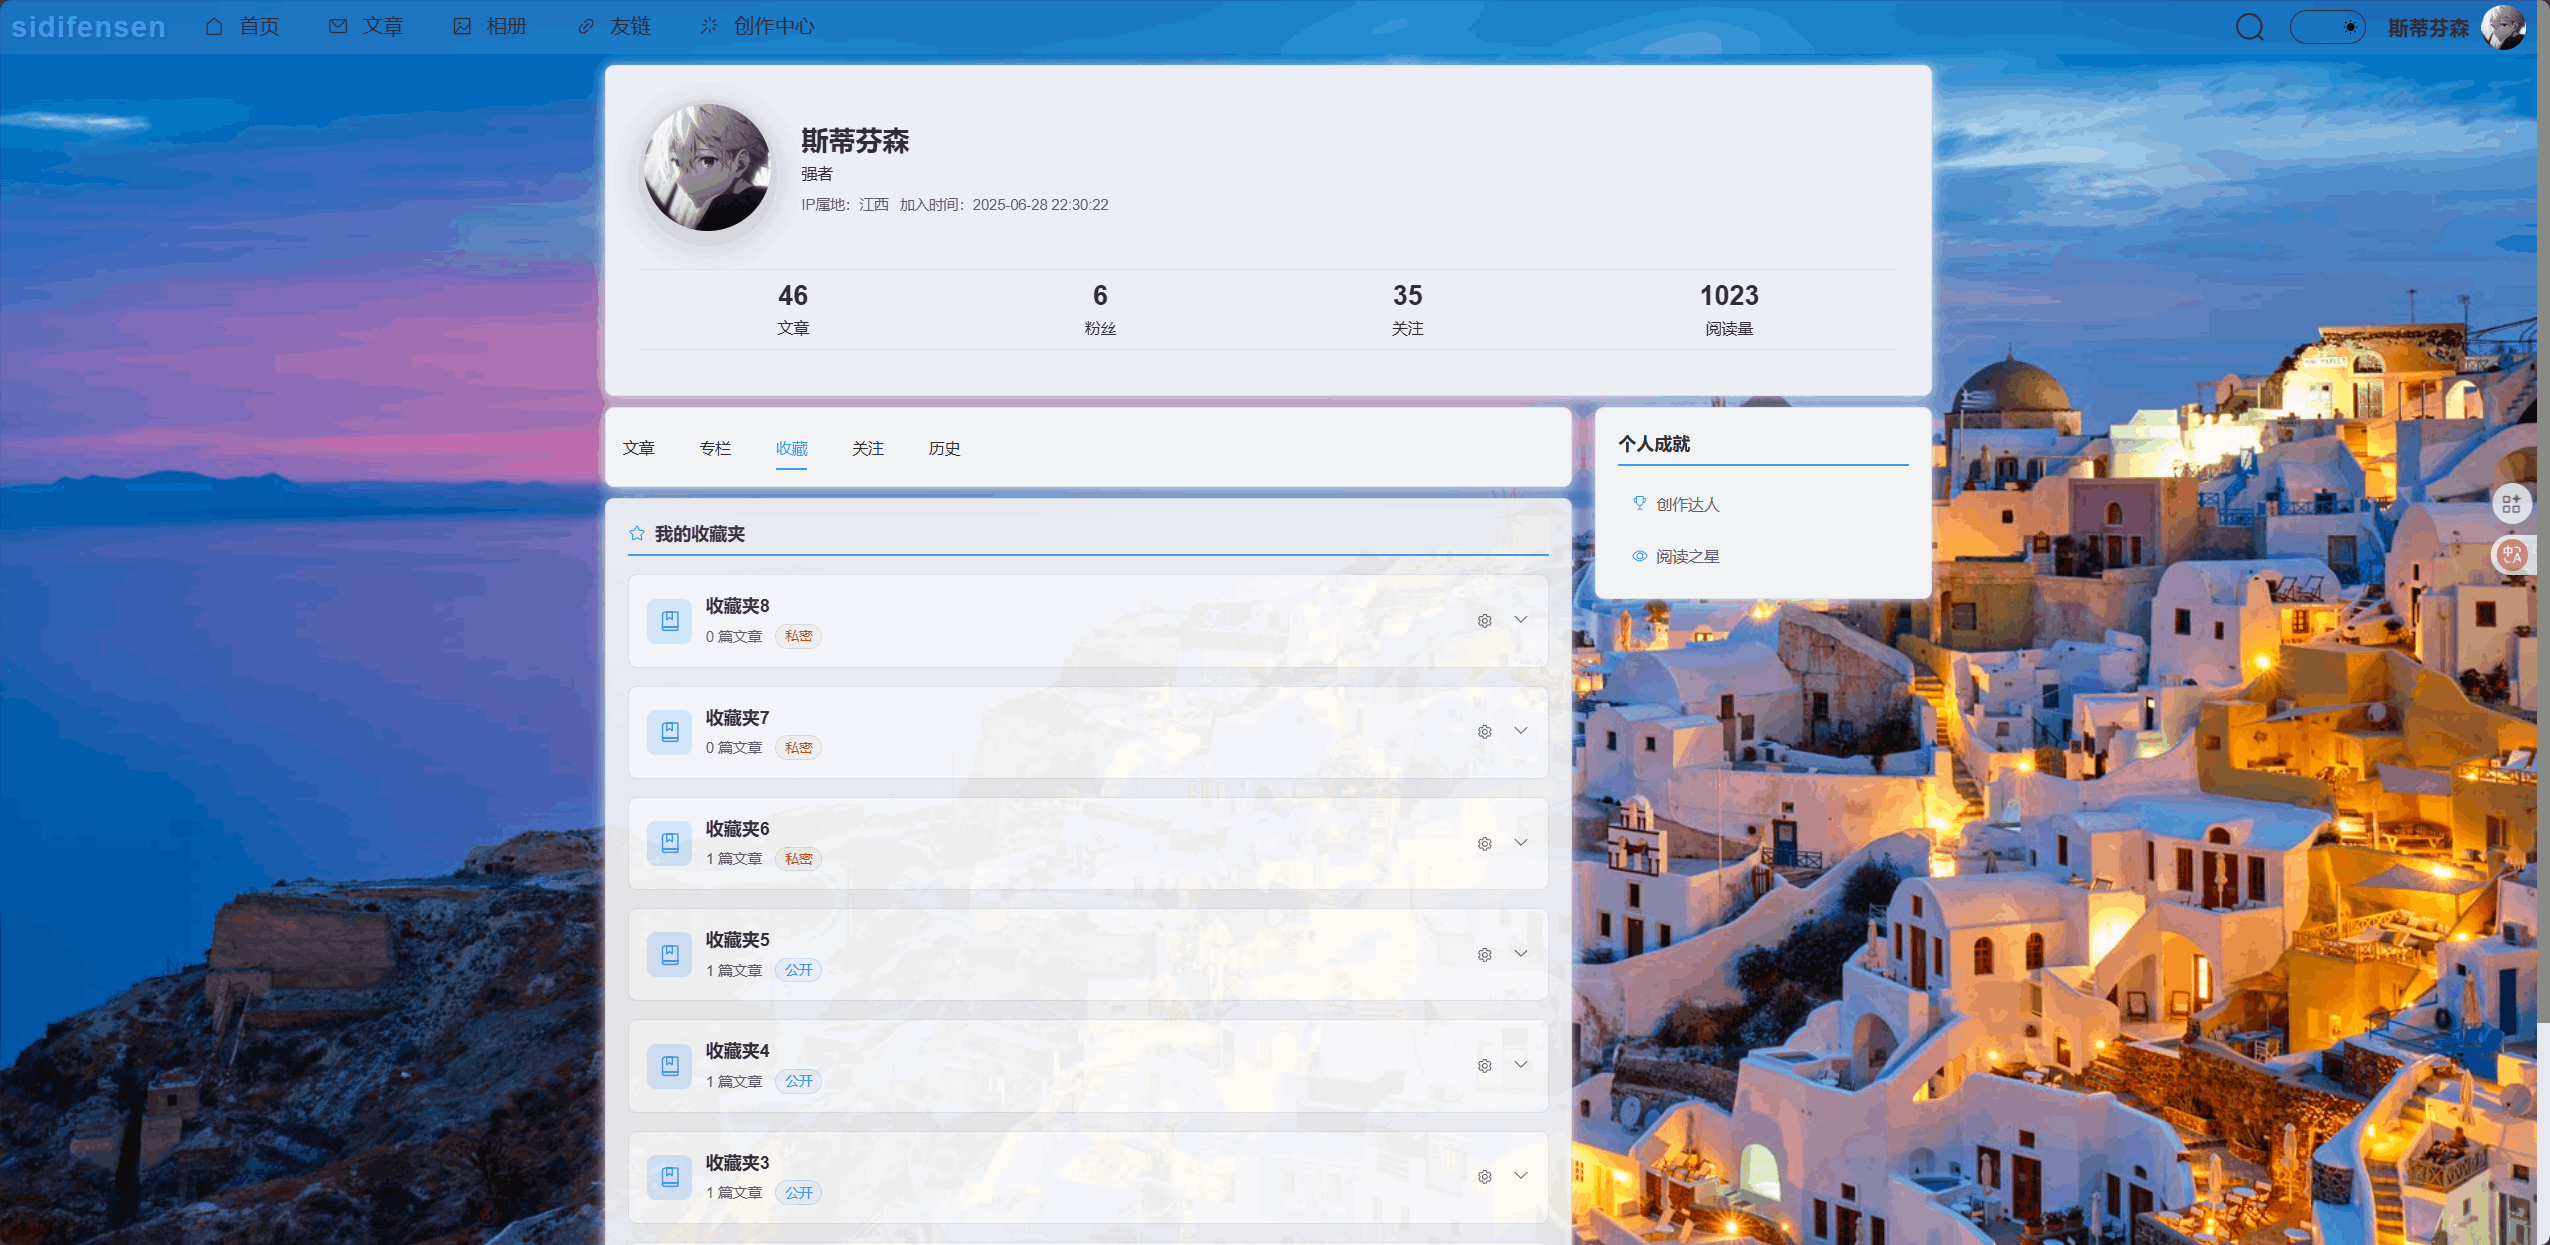 sidifensen 首页 文章 相册 友链 创作中心 斯蒂芬森
斯蒂芬森
强者
IP属地：江西 加入时间：2025-06-28 22:30:22
46 6 35 1023
文章 粉丝 关注 阅读量
文章 专栏 收藏 关注 历史
个人成就
创作达人
阅读之星
我的收藏夹
收藏夹8
0 篇文章 私密
收藏夹7
0 篇文章 私密
收藏夹6
1 篇文章 私密
收藏夹5
1 篇文章 公开
收藏夹4
1 篇文章 公开
收藏夹3
1 篇文章 公开